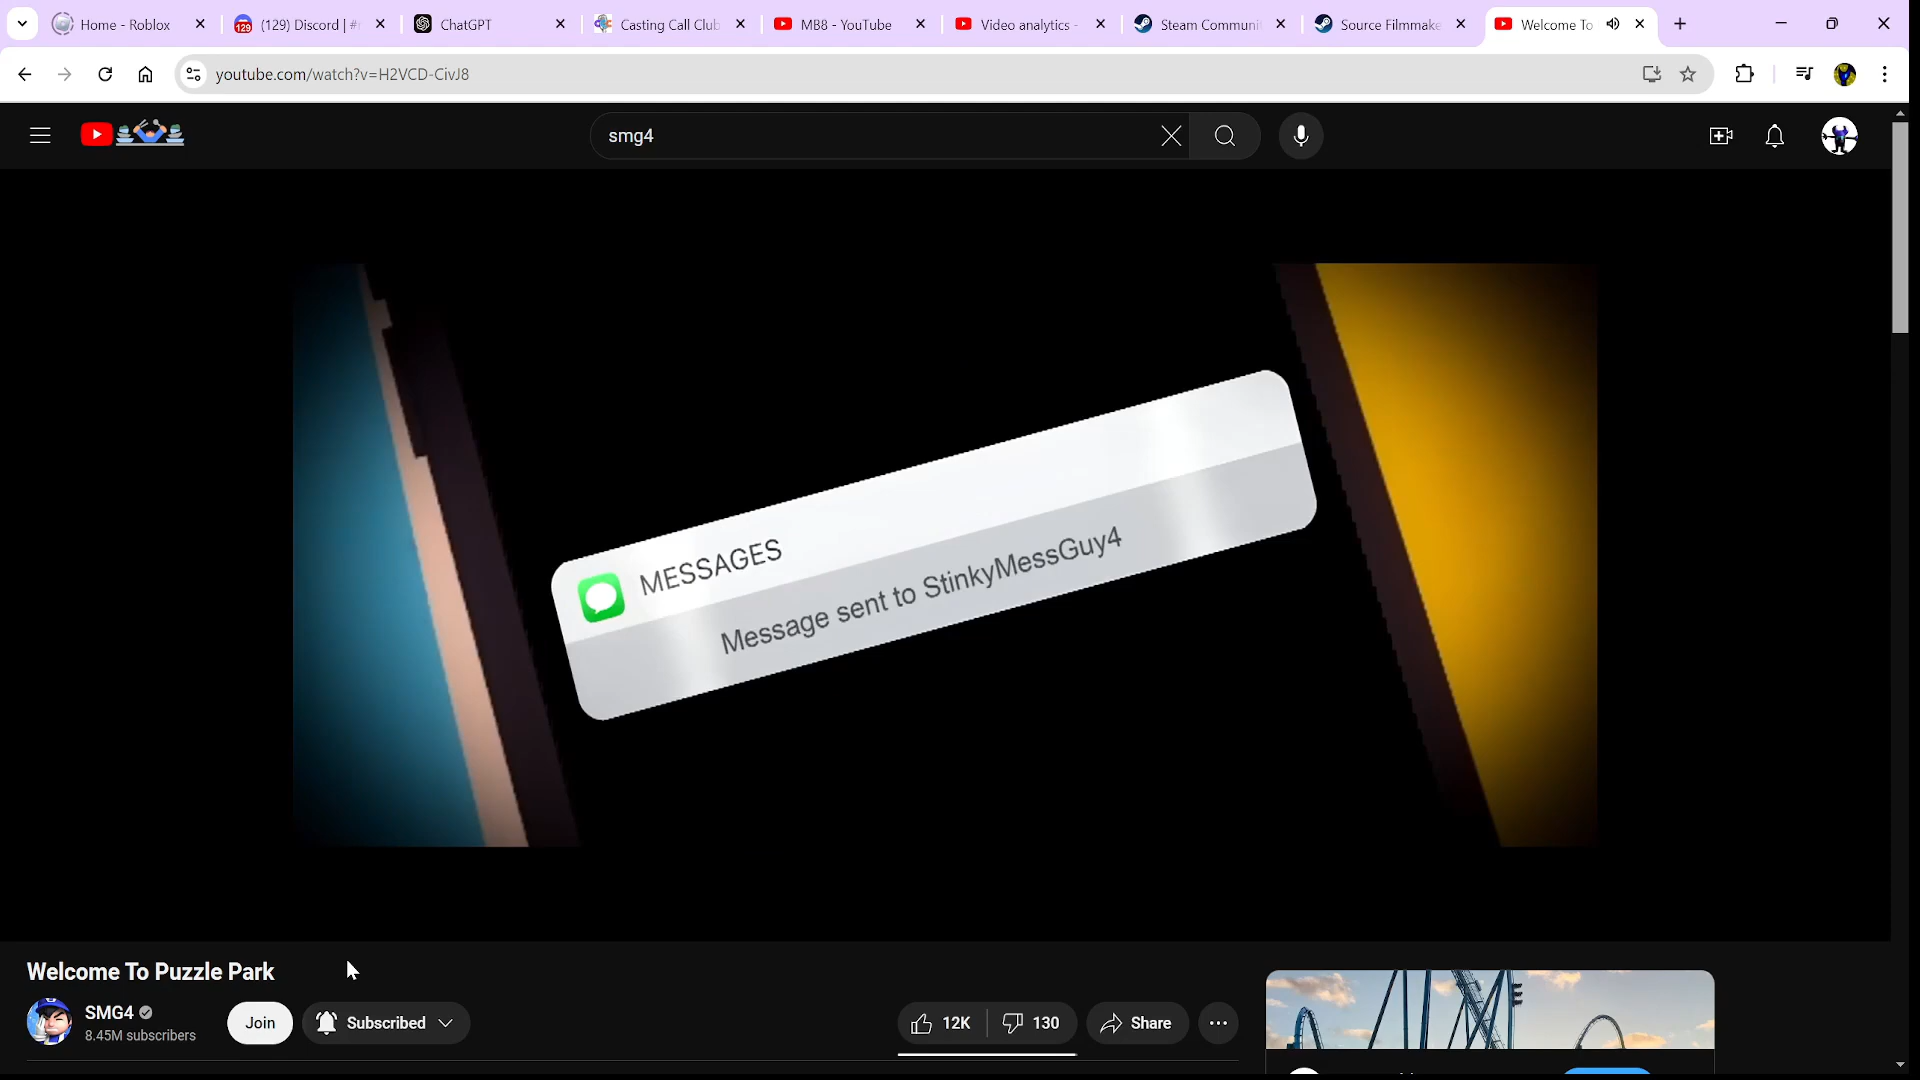 Home - Roblox
(129) Discord | #
ChatGPT
Casting Call Club
MB8 - YouTube
Video analytics -
Steam Communi
Source Filmmake
Welcome To
youtube.com/watch?v=H2VCD-CivJ8
smg4
MESSAGES
Message sent to StinkyMessGuy4
Welcome To Puzzle Park
SMG4
8.45M subscribers
Join
Subscribed
12K
130
Share